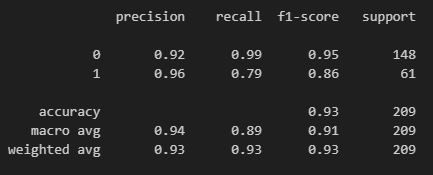 precision recall f1-score support
0 0.92 0.99 0.95 148
1 0.96 0.79 0.86 61
accuracy 0.93 209
macro avg 0.94 0.89 0.91 209
weighted avg 0.93 0.93 0.93 209